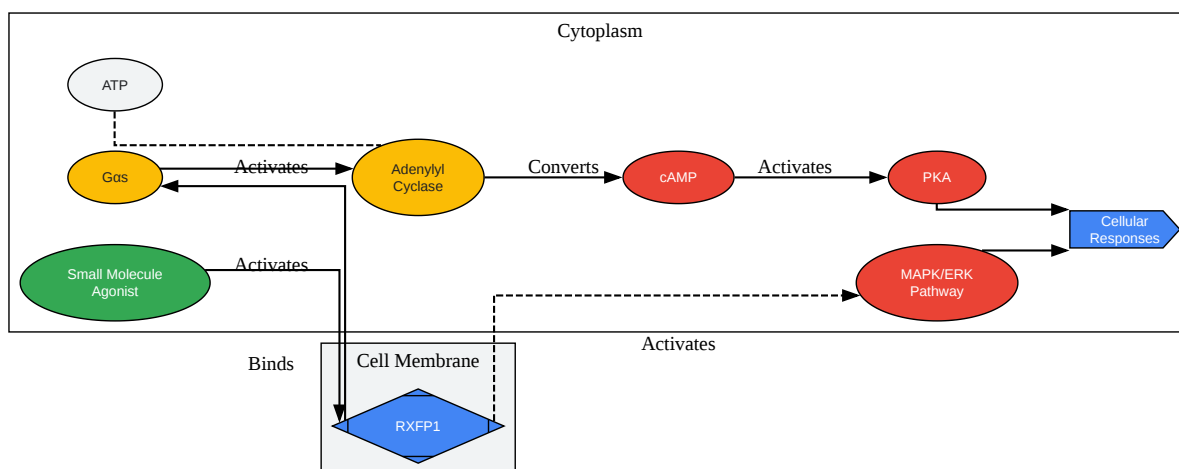 Cytoplasm
ATP
Gαs
Activates
Adenylyl
Cyclase
Converts
cAMP
Activates
PKA
Cellular
Responses
Small Molecule
Agonist
Activates
MAPK/ERK
Pathway
Binds
Cell Membrane
Activates
RXFP1